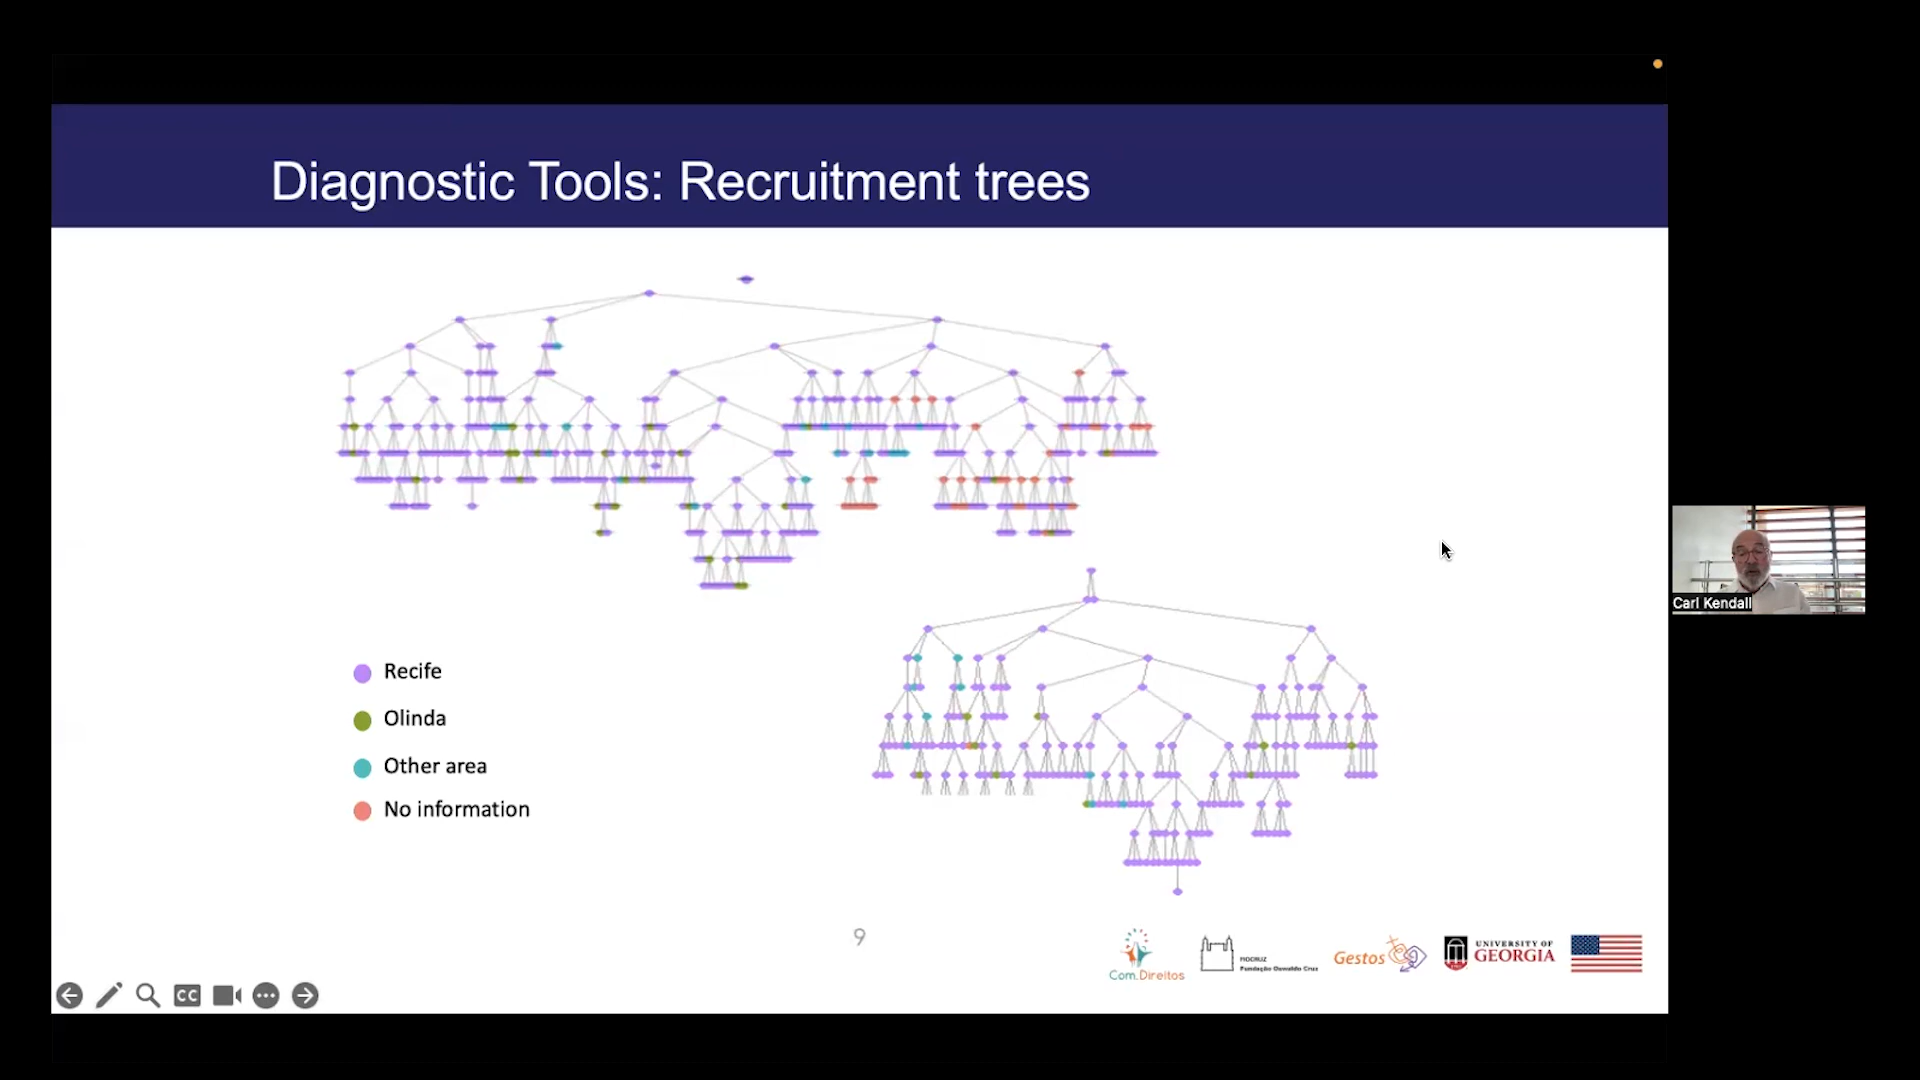 Diagnostic Tools: Recruitment trees
Recife
Olinda
Other area
No information
Carl Kendall
9
Com.Direitos
FIOCRUZ
Fundação Oswaldo Cruz
Gestos
UNIVERSITY OF
GEORGIA
CC